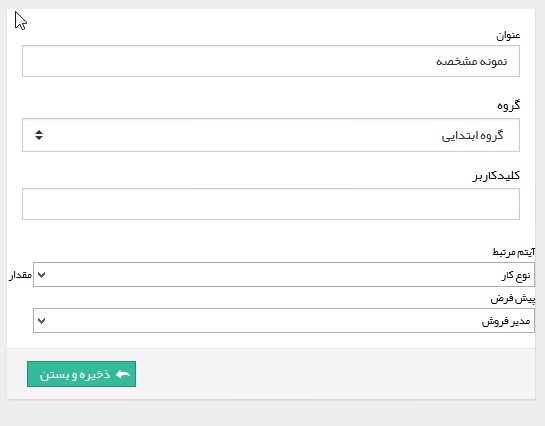 عنوان
نمونه مشخصه
گروه
گروه ابتدایی
کلیدکاربر
آیتم مرتبط
نوع کار
مقدار
پیش فرض
مدیر فروش
ذخیره و بستن